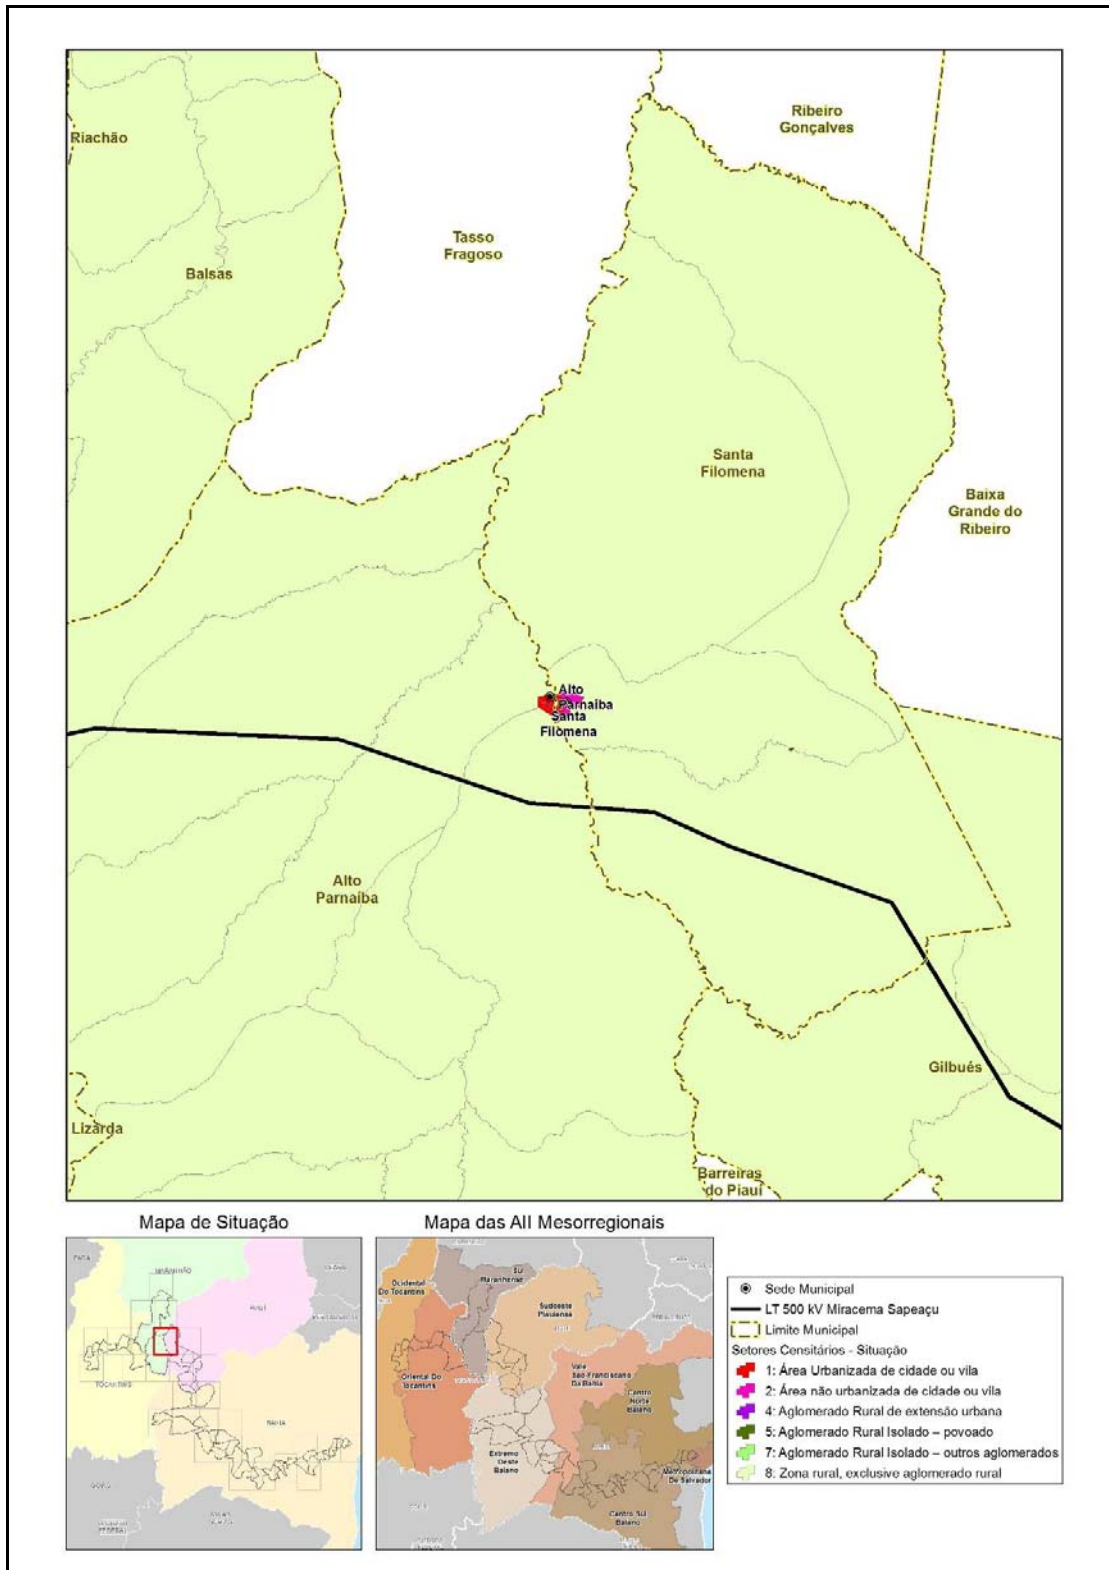 Riachão
Ribeiro
Gonçalves
Tasso
Fragoso
Balsas
Santa
Filomena
Baixa
Grande do
Ribeiro
Alto
Parnaíba
Santa
Filomena
Alto
Parnaíba
Gilbués
Lizarda
Barreiras
do Piauí
Mapa de Situação
MARANHÃO
PIAUÍ
TOCANTINS
BAHIA
Mapa das AII Mesorregionais
Sul
Maranhense
Ocidental
Do Tocantins
Sudoeste
Piauiense
Oriental Do
Tocantins
Vale
Sao-Franciscano
Da Bahia
Centro
Norte
Baiano
Extremo
Oeste
Baiano
Metropolitana
De Salvador
Centro Sul
Baiano
Sede Municipal
LT 500 kV Miracema Sapeaçu
Limite Municipal
Setores Censitários - Situação
1: Área Urbanizada de cidade ou vila
2: Área não urbanizada de cidade ou vila
4: Aglomerado Rural de extensão urbana
5: Aglomerado Rural Isolado – povoado
7: Aglomerado Rural Isolado – outros aglomerados
8: Zona rural, exclusive aglomerado rural